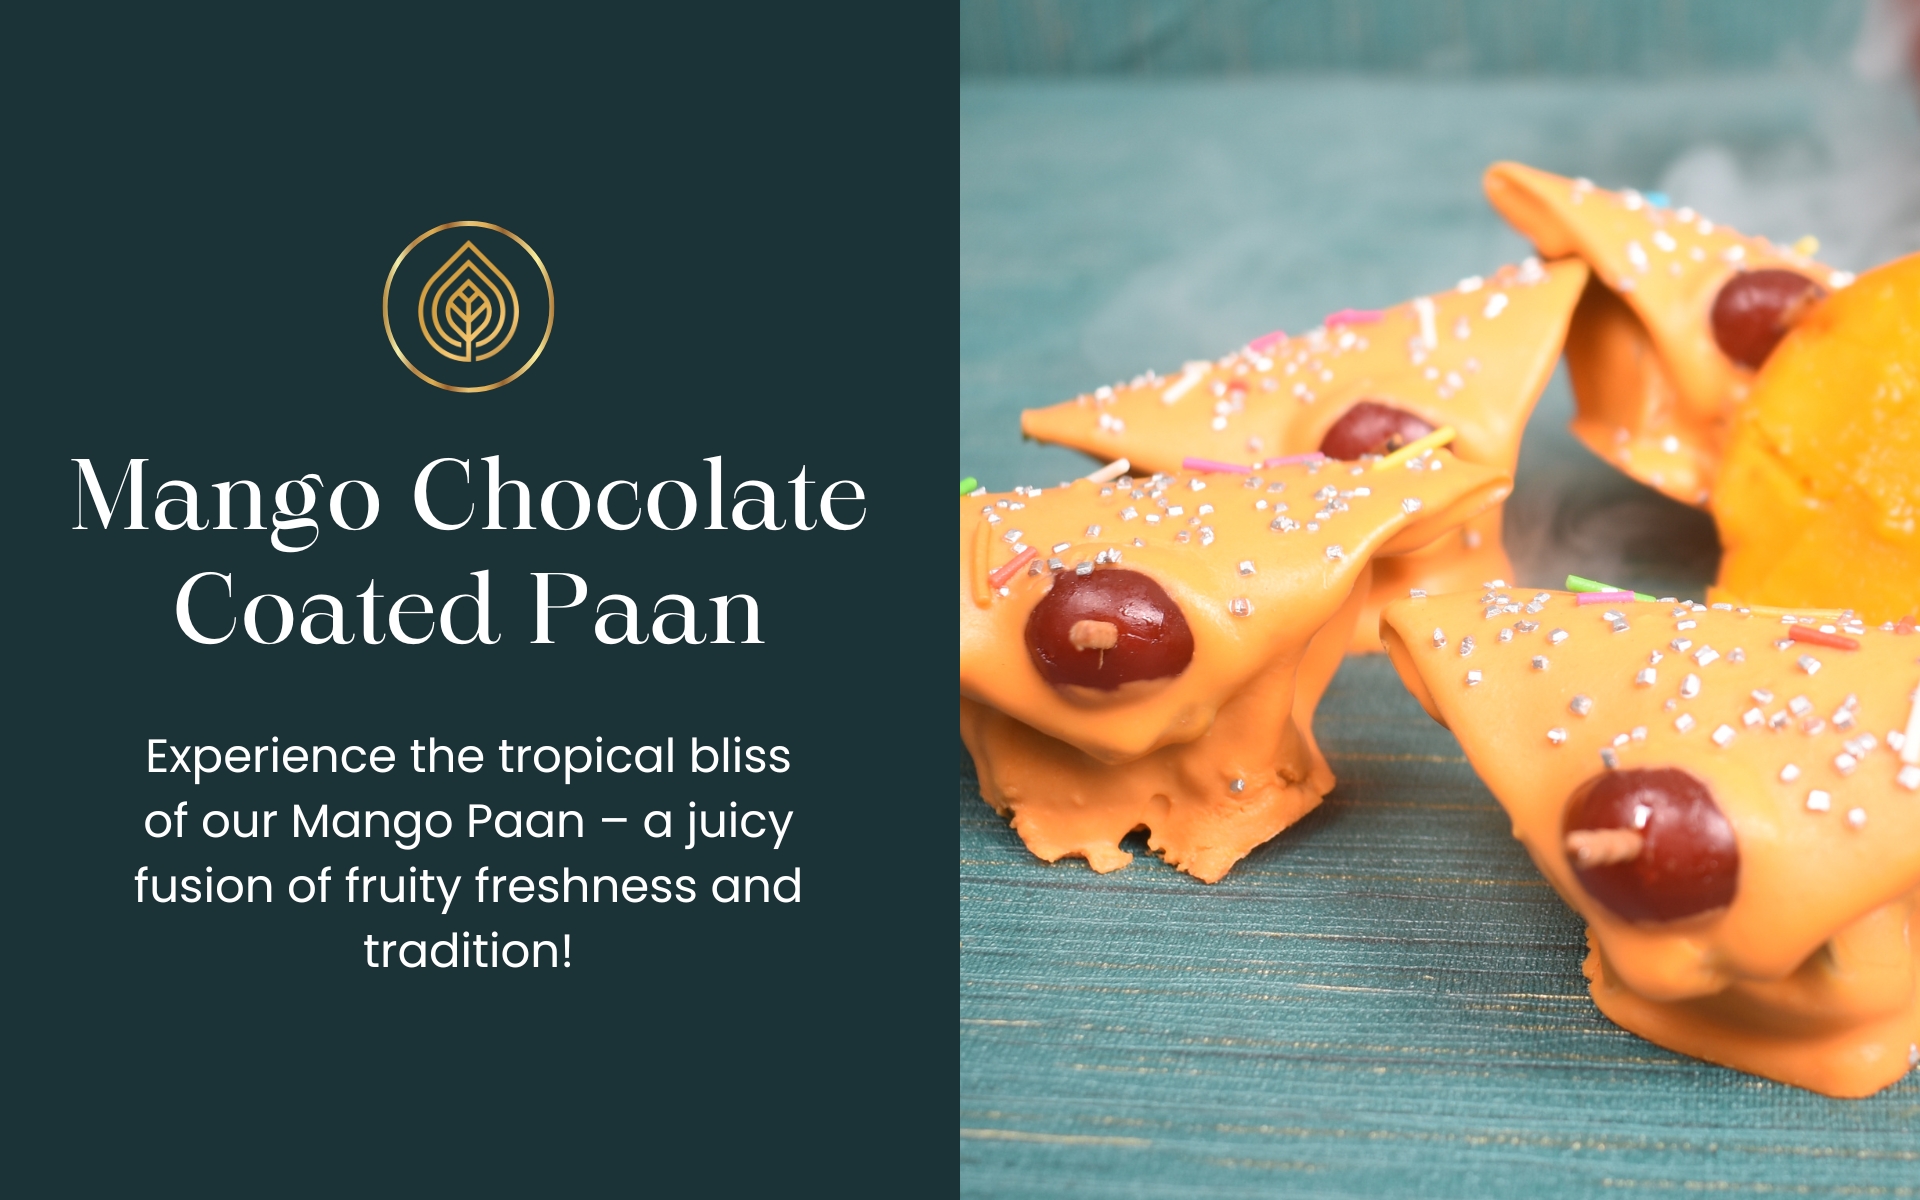 Mango Chocolate
Coated Paan
Experience the tropical bliss
of our Mango Paan – a juicy
fusion of fruity freshness and
tradition!